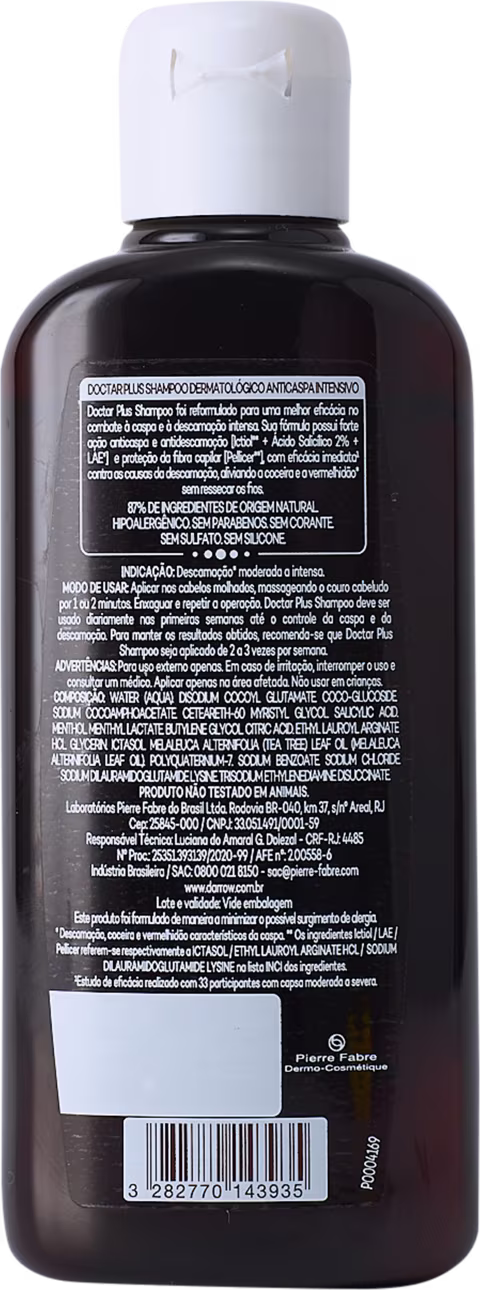 DOCTAR PLUS SHAMPOO DERMATOLÓGICO ANTICASPA INTENSIVO
Doctar Plus Shampoo foi reformulado para uma melhor eficácia no
combate à caspa e à descamação intensa. Sua fórmula possui forte
ação anticaspa e antidescamação [Ictiol** + Ácido Salicílico 2% +
LAE*] e proteção da fibra capilar [Pellicer**], com eficácia imediata¹
contra as causas da descamação, aliviando a coceira e a vermelhidão*
sem ressecar os fios.
87% DE INGREDIENTES DE ORIGEM NATURAL.
HIPOALERGÊNICO. SEM PARABENOS. SEM CORANTE.
SEM SULFATO. SEM SILICONE.
INDICAÇÃO: Descamação* moderada a intensa.
MODO DE USAR: Aplicar nos cabelos molhados, massageando o couro cabeludo
por 1 ou 2 minutos. Enxaguar e repetir a operação. Doctar Plus Shampoo deve ser
usado diariamente nas primeiras semanas até o controle da caspa e da
descamação. Para manter os resultados obtidos, recomenda-se que Doctar Plus
Shampoo seja aplicado de 2 a 3 vezes por semana.
ADVERTÊNCIAS: Para uso externo apenas. Em caso de irritação, interromper o uso e
consultar um médico. Aplicar apenas na área afetada. Não usar em crianças.
COMPOSIÇÃO: WATER (AQUA) DISODIUM COCOYL GLUTAMATE COCO-GLUCOSIDE
SODIUM COCOAMPHOACETATE CETEARETH-60 MYRISTYL GLYCOL SALICYLIC ACID
MENTHOL MENTHYL LACTATE BUTYLENE GLYCOL CITRIC ACID ETHYL LAUROYL ARGINATE
HCL GLYCERIN ICTASOL MELALEUCA ALTERNIFOLIA (TEA TREE) LEAF OIL (MELALEUCA
ALTERNIFOLIA LEAF OIL) POLYQUATERNIUM-7 SODIUM BENZOATE SODIUM CHLORIDE
SODIUM DILAURAMIDOGLUTAMIDE LYSINE TRISODIUM ETHYLENEDIAMINE DISUCCINATE
PRODUTO NÃO TESTADO EM ANIMAIS.
Laboratórios Pierre Fabre do Brasil Ltda. Rodovia BR-040, km 37, s/nº Areal, RJ
Cep: 25845-000 / CNPJ: 33.051.491/0001-59
Responsável Técnica: Luciana do Amaral G. Dolezal - CRF-RJ: 4485
Nº Proc: 25351.393139/2020-99 / AFE nº: 2.00558-6
Indústria Brasileira / SAC: 0800 021 8150 - sac@pierre-fabre.com
www.darrow.com.br
Lote e validade: Vide embalagem
Este produto foi formulado de maneira a minimizar o possível surgimento de alergia.
* Descamação, coceira e vermelhidão característicos da caspa. ** Os ingredientes Ictiol / LAE /
Pellicer referem-se respectivamente a ICTASOL / ETHYL LAUROYL ARGINATE HCL / SODIUM
DILAURAMIDOGLUTAMIDE LYSINE na lista INCI dos ingredientes.
¹Estudo de eficácia realizado com 33 participantes com capsa moderada a severa.
Pierre Fabre
Dermo-Cosmétique
P0004169
3 282770 143935